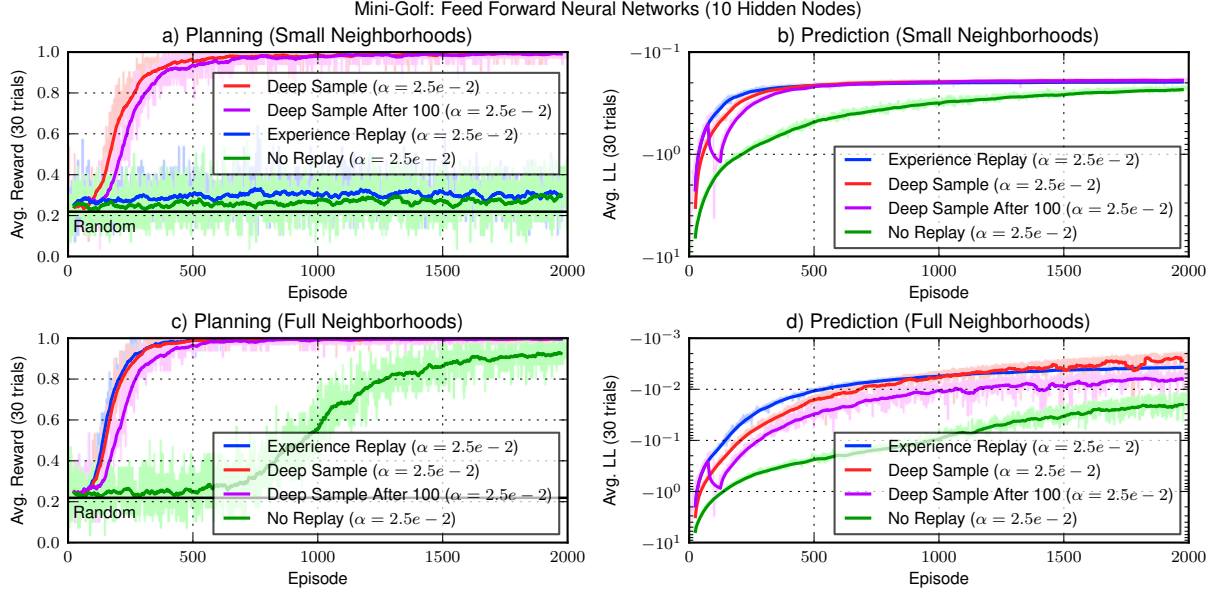 Mini-Golf: Feed Forward Neural Networks (10 Hidden Nodes)
a) Planning (Small Neighborhoods)
Avg. Reward (30 trials)
1.0
0.8
0.6
0.4
0.2
0.0
Deep Sample (α = 2.5e − 2)
Deep Sample After 100 (α = 2.5e − 2)
Experience Replay (α = 2.5e − 2)
No Replay (α = 2.5e − 2)
Random
0 500 1000 1500 2000
Episode
b) Prediction (Small Neighborhoods)
Avg. LL (30 trials)
−10⁻¹
−10⁰
−10¹
Experience Replay (α = 2.5e − 2)
Deep Sample (α = 2.5e − 2)
Deep Sample After 100 (α = 2.5e − 2)
No Replay (α = 2.5e − 2)
0 500 1000 1500 2000
Episode
c) Planning (Full Neighborhoods)
Avg. Reward (30 trials)
1.0
0.8
0.6
0.4
0.2
0.0
Experience Replay (α = 2.5e − 2)
Deep Sample (α = 2.5e − 2)
Deep Sample After 100 (α = 2.5e − 2)
No Replay (α = 2.5e − 2)
Random
0 500 1000 1500 2000
Episode
d) Prediction (Full Neighborhoods)
Avg. LL (30 trials)
−10⁻³
−10⁻²
−10⁻¹
−10⁰
−10¹
Experience Replay (α = 2.5e − 2)
Deep Sample (α = 2.5e − 2)
Deep Sample After 100 (α = 2.5e − 2)
No Replay (α = 2.5e − 2)
0 500 1000 1500 2000
Episode